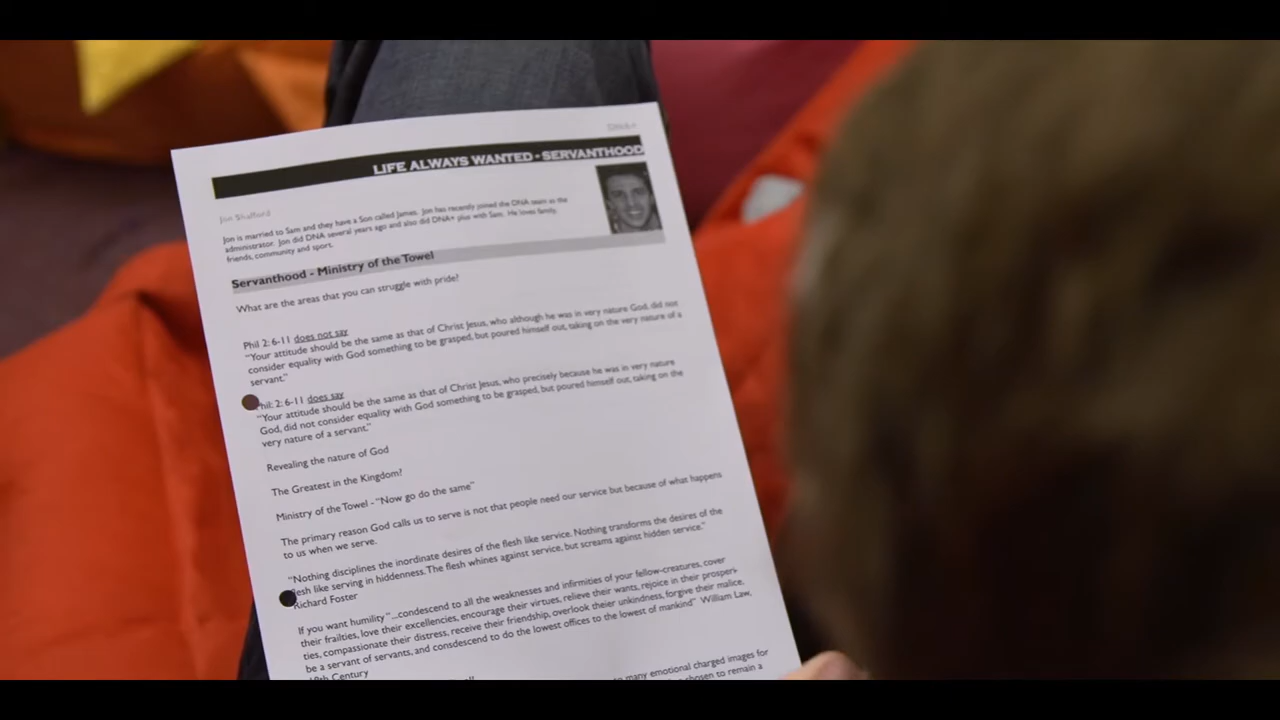 DNA+
LIFE ALWAYS WANTED - SERVANTHOOD
Jon Shafford
Jon is married to Sam and they have a Son called James. Jon has recently joined the DNA team as the
administrator. Jon did DNA several years ago and also did DNA+ plus with Sam. He loves family,
friends, community and sport.
Servanthood - Ministry of the Towel
What are the areas that you can struggle with pride?
Phil 2: 6-11 does not say
"Your attitude should be the same as that of Christ Jesus, who although he was in very nature God, did not
consider equality with God something to be grasped, but poured himself out, taking on the very nature of a
servant."
Phil: 2: 6-11 does say
"Your attitude should be the same as that of Christ Jesus, who precisely because he was in very nature
God, did not consider equality with God something to be grasped, but poured himself out, taking on the
very nature of a servant."
Revealing the nature of God
The Greatest in the Kingdom?
Ministry of the Towel - "Now go do the same"
The primary reason God calls us to serve is not that people need our service but because of what happens
to us when we serve.
"Nothing disciplines the inordinate desires of the flesh like service. Nothing transforms the desires of the
flesh like serving in hiddenness. The flesh whines against service, but screams against hidden service."
Richard Foster
If you want humility "...condescend to all the weaknesses and infirmities of your fellow-creatures, cover
their frailties, love their excellencies, encourage their virtues, relieve their wants, rejoice in their prosperi-
ties, compassionate their distress, receive their friendship, overlook theier unkindness, forgive their malice,
be a servant of servants, and consdescend to do the lowest offices to the lowest of mankind" William Law,
18th Century
many emotional charged images for
chosen to remain a